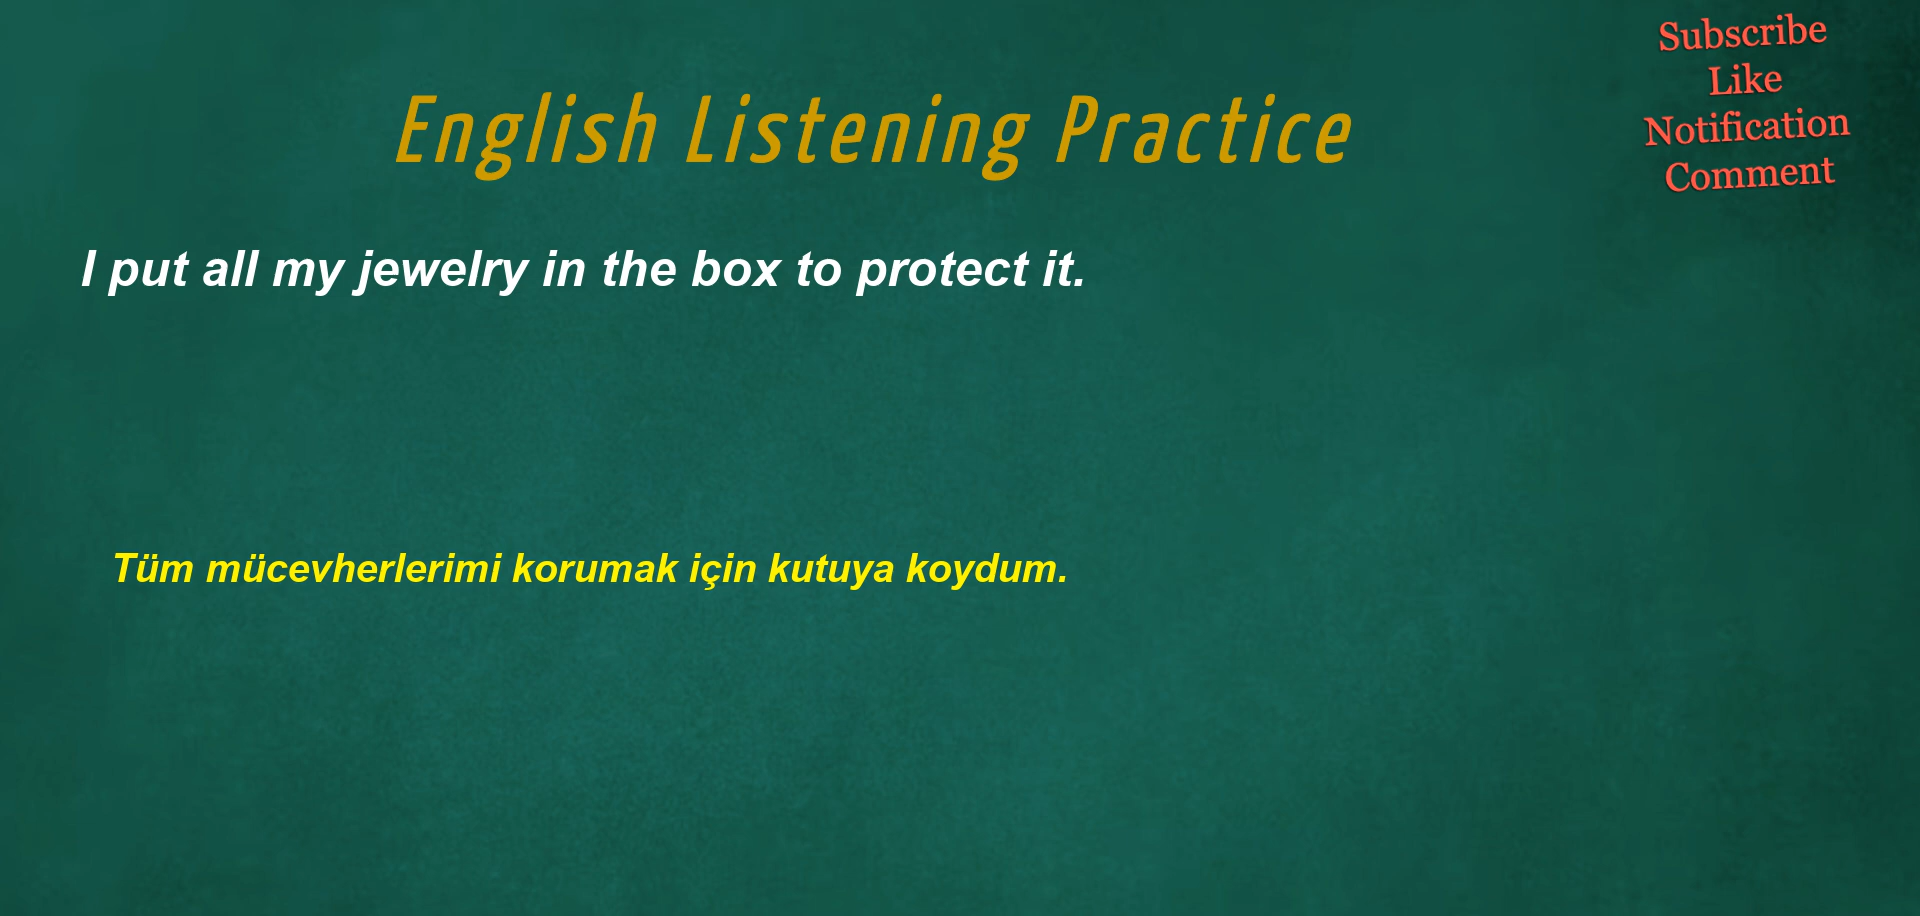 English Listening Practice
Subscribe
Like
Notification
Comment
I put all my jewelry in the box to protect it.
Tüm mücevherlerimi korumak için kutuya koydum.